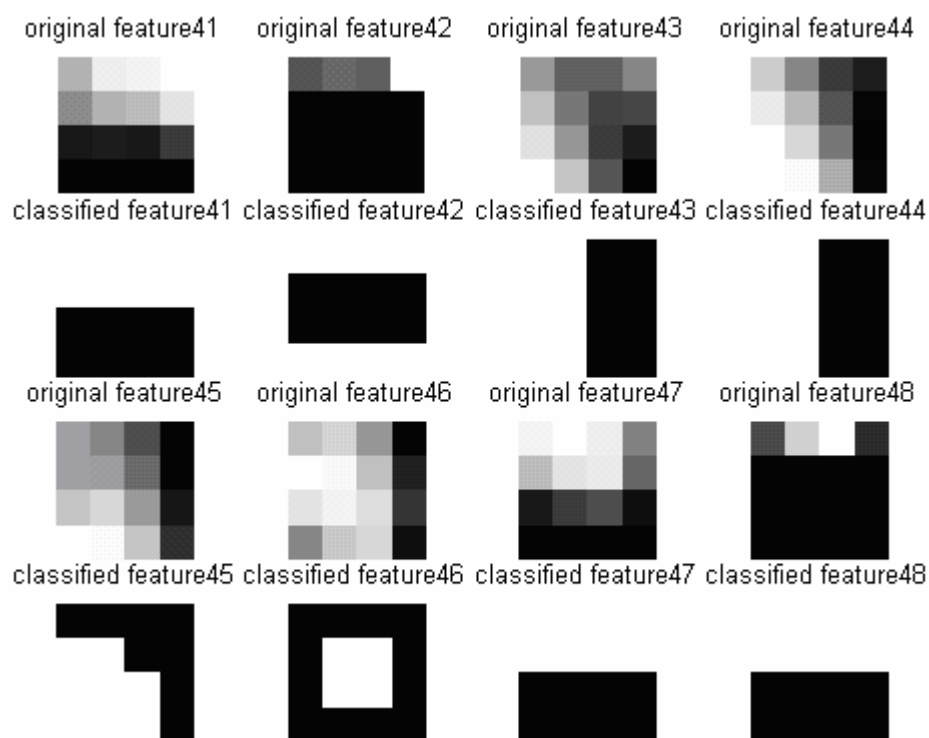 original feature41 original feature42 original feature43 original feature44
classified feature41 classified feature42 classified feature43 classified feature44
original feature45 original feature46 original feature47 original feature48
classified feature45 classified feature46 classified feature47 classified feature48